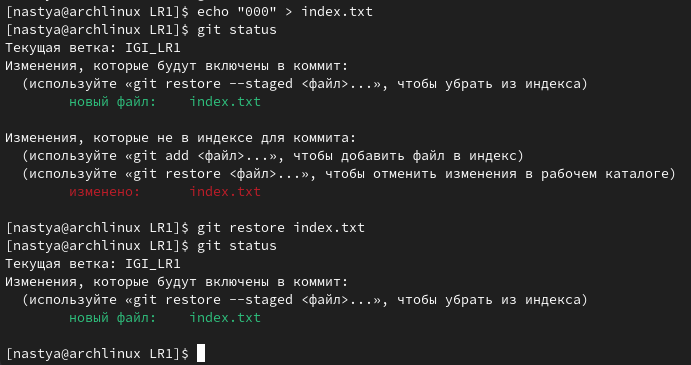 [nastya@archlinux LR1]$ echo "000" > index.txt
[nastya@archlinux LR1]$ git status
Текущая ветка: IGI_LR1
Изменения, которые будут включены в коммит:
  (используйте «git restore --staged <файл>...», чтобы убрать из индекса)
        новый файл:    index.txt

Изменения, которые не в индексе для коммита:
  (используйте «git add <файл>...», чтобы добавить файл в индекс)
  (используйте «git restore <файл>...», чтобы отменить изменения в рабочем каталоге)
        изменено:      index.txt

[nastya@archlinux LR1]$ git restore index.txt
[nastya@archlinux LR1]$ git status
Текущая ветка: IGI_LR1
Изменения, которые будут включены в коммит:
  (используйте «git restore --staged <файл>...», чтобы убрать из индекса)
        новый файл:    index.txt

[nastya@archlinux LR1]$